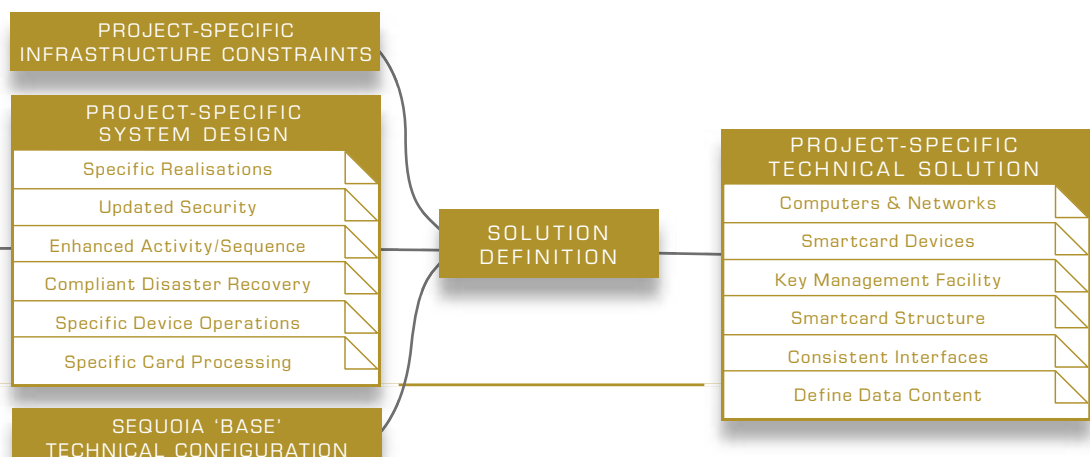 PROJECT-SPECIFIC
INFRASTRUCTURE CONSTRAINTS
PROJECT-SPECIFIC
SYSTEM DESIGN
Specific Realisations
Updated Security
Enhanced Activity/Sequence
Compliant Disaster Recovery
Specific Device Operations
Specific Card Processing
SEQUOIA ‘BASE’
TECHNICAL CONFIGURATION
SOLUTION
DEFINITION
PROJECT-SPECIFIC
TECHNICAL SOLUTION
Computers & Networks
Smartcard Devices
Key Management Facility
Smartcard Structure
Consistent Interfaces
Define Data Content